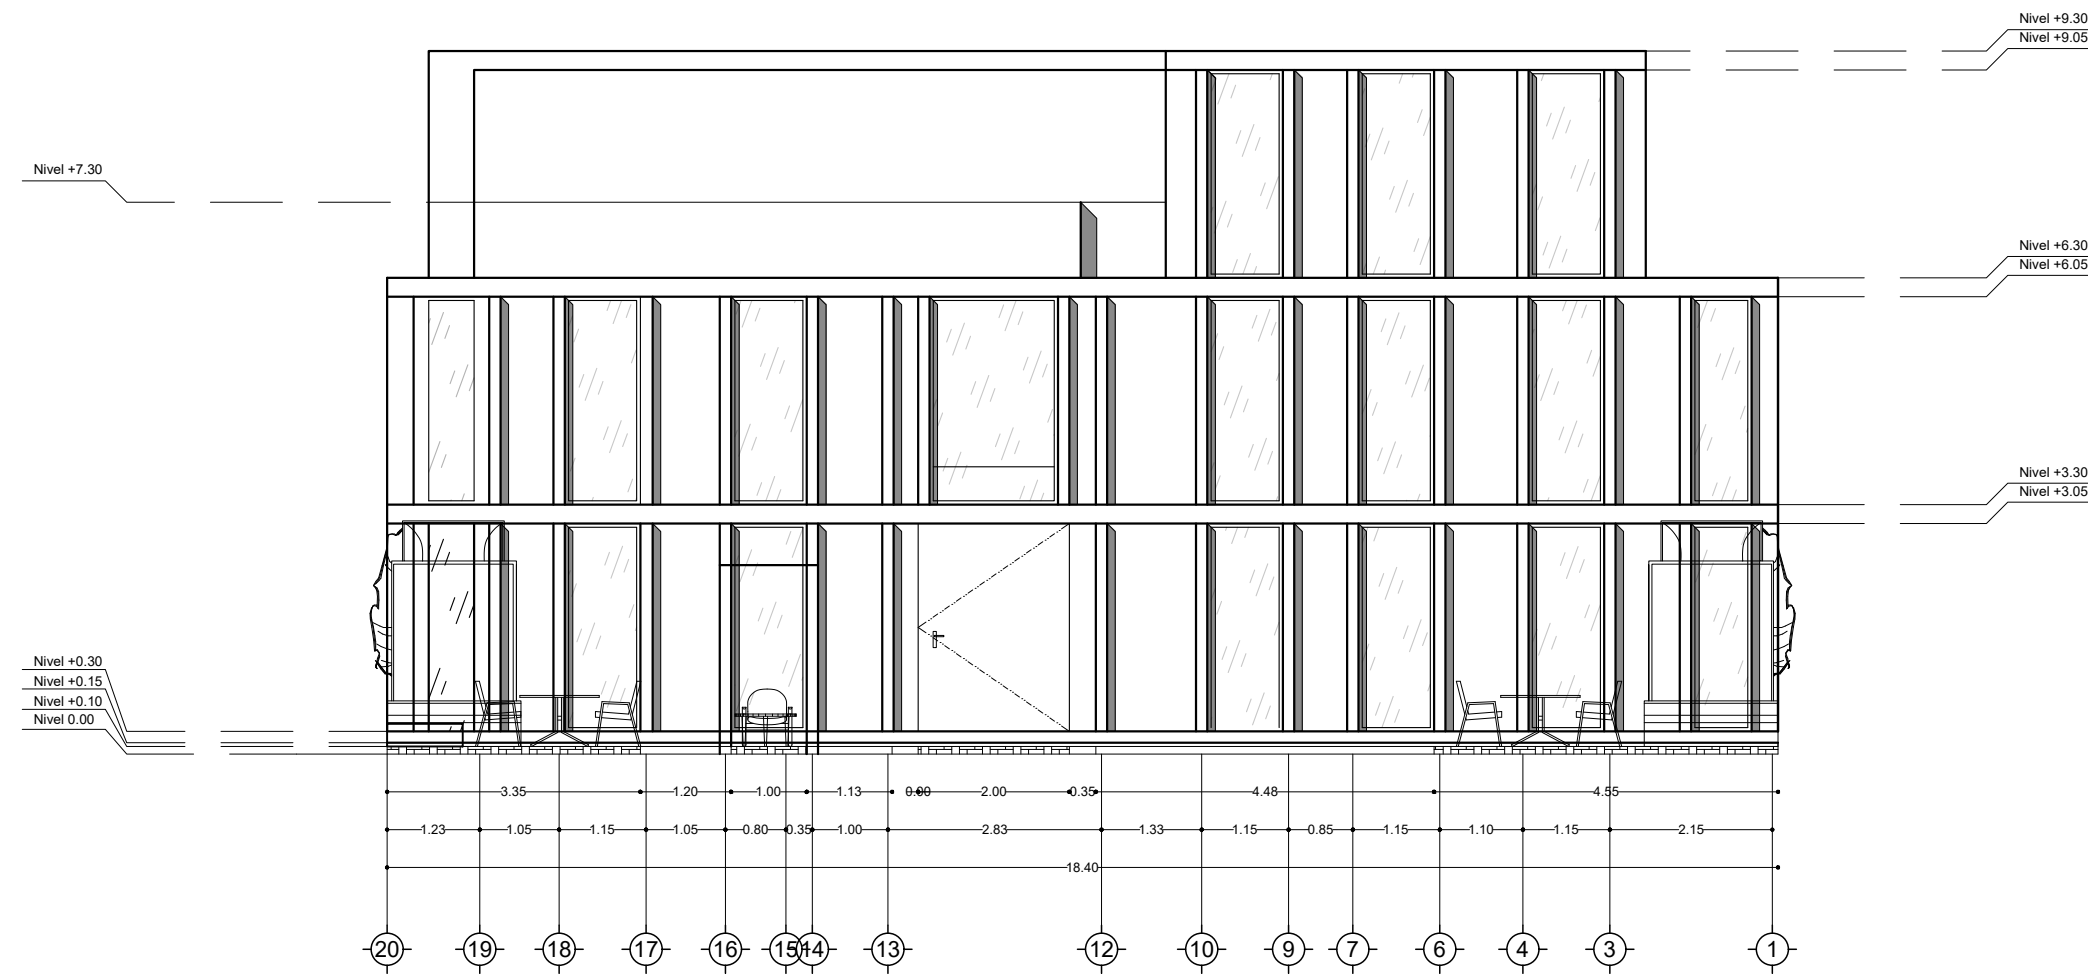 Nivel +9.30
Nivel +9.05
Nivel +7.30
Nivel +6.30
Nivel +6.05
Nivel +3.30
Nivel +3.05
Nivel +0.30
Nivel +0.15
Nivel +0.10
Nivel 0.00
3.35 1.20 1.00 1.13 0.00 2.00 0.35 4.48 4.55
1.23 1.05 1.15 1.05 0.80 0.35 1.00 2.83 1.33 1.15 0.85 1.15 1.10 1.15 2.15
18.40
20 19 18 17 16 15 14 13 12 10 9 7 6 4 3 1